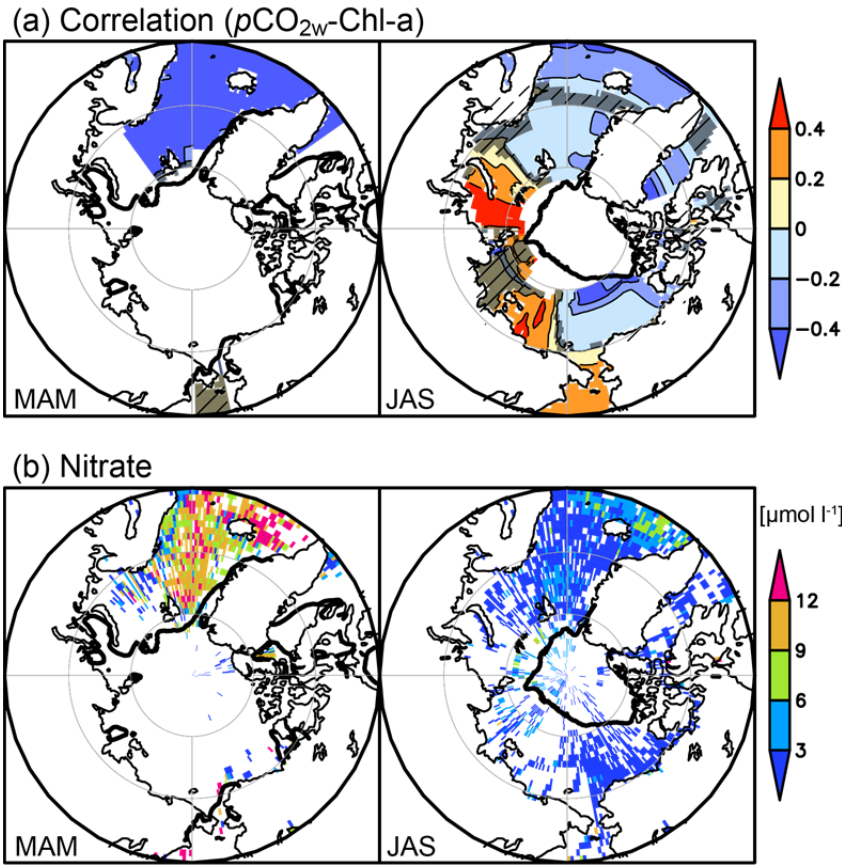 (a) Correlation (pCO₂w-Chl-a)
MAM
JAS
0.4
0.2
0
−0.2
−0.4
(b) Nitrate
[μmol l⁻¹]
MAM
JAS
12
9
6
3